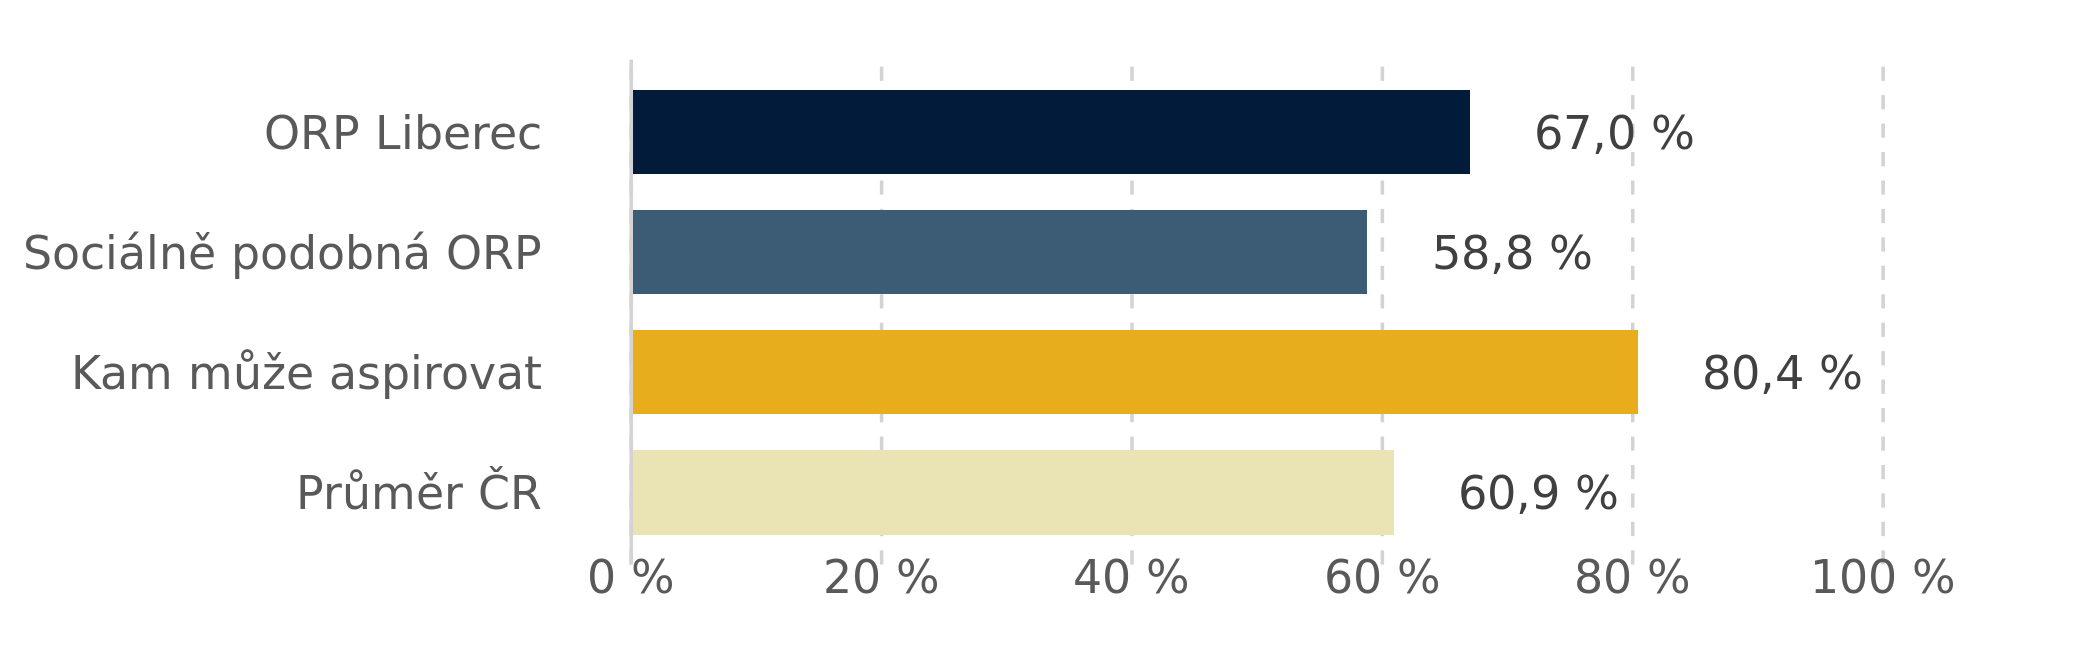 ORP Liberec 67,0 %
Sociálně podobná ORP 58,8 %
Kam může aspirovat 80,4 %
Průměr ČR 60,9 %
0 % 20 % 40 % 60 % 80 % 100 %